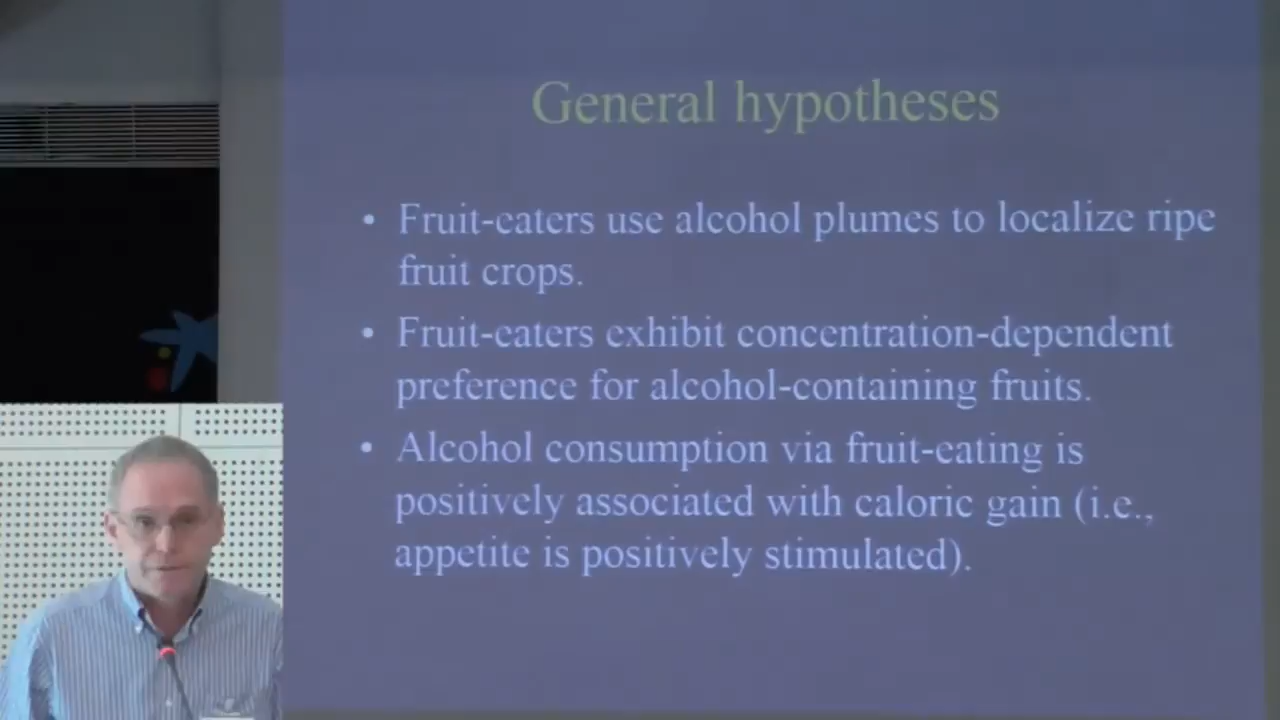 General hypotheses
• Fruit-eaters use alcohol plumes to localize ripe
fruit crops.
• Fruit-eaters exhibit concentration-dependent
preference for alcohol-containing fruits.
• Alcohol consumption via fruit-eating is
positively associated with caloric gain (i.e.,
appetite is positively stimulated).